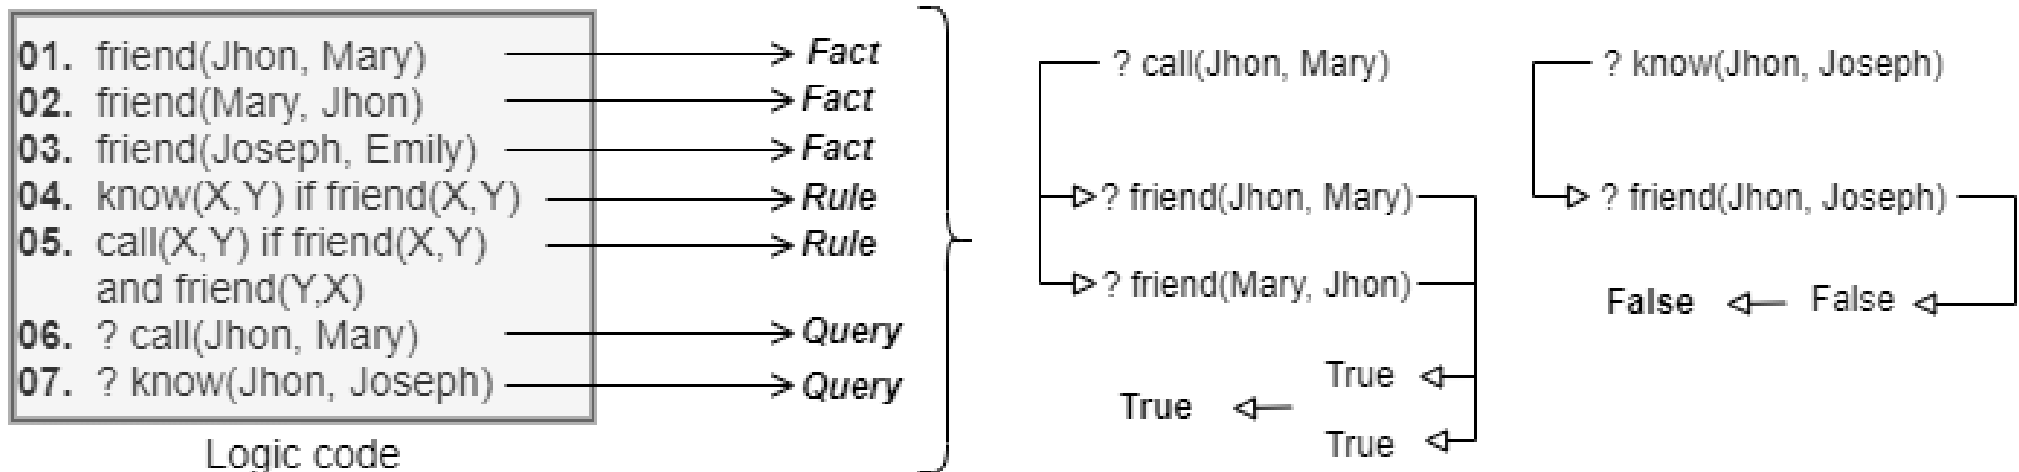 01. friend(Jhon, Mary) Fact
02. friend(Mary, Jhon) Fact
03. friend(Joseph, Emily) Fact
04. know(X,Y) if friend(X,Y) Rule
05. call(X,Y) if friend(X,Y) Rule
and friend(Y,X)
06. ? call(Jhon, Mary) Query
07. ? know(Jhon, Joseph) Query
Logic code
? call(Jhon, Mary)
? friend(Jhon, Mary)
? friend(Mary, Jhon)
True
True
True
? know(Jhon, Joseph)
? friend(Jhon, Joseph)
False False